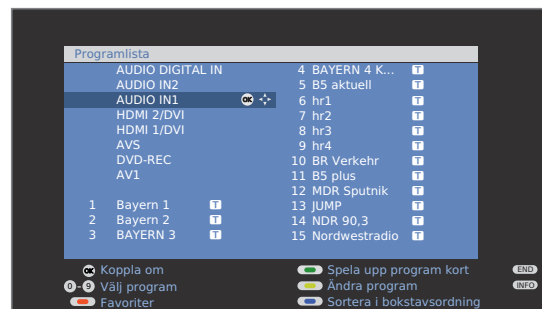 Programlista
AUDIO DIGITAL IN
AUDIO IN2
AUDIO IN1 OK
HDMI 2/DVI
HDMI 1/DVI
AVS
DVD-REC
AV1
1 Bayern 1 T
2 Bayern 2 T
3 BAYERN 3 T
4 BAYERN 4 K... T
5 B5 aktuell T
6 hr1 T
7 hr2 T
8 hr3 T
9 hr4 T
10 BR Verkehr T
11 B5 plus T
12 MDR Sputnik T
13 JUMP T
14 NDR 90,3 T
15 Nordwestradio T
OK Koppla om
0-9 Välj program
Favoriter
Spela upp program kort END
Ändra program INFO
Sortera i bokstavsordning